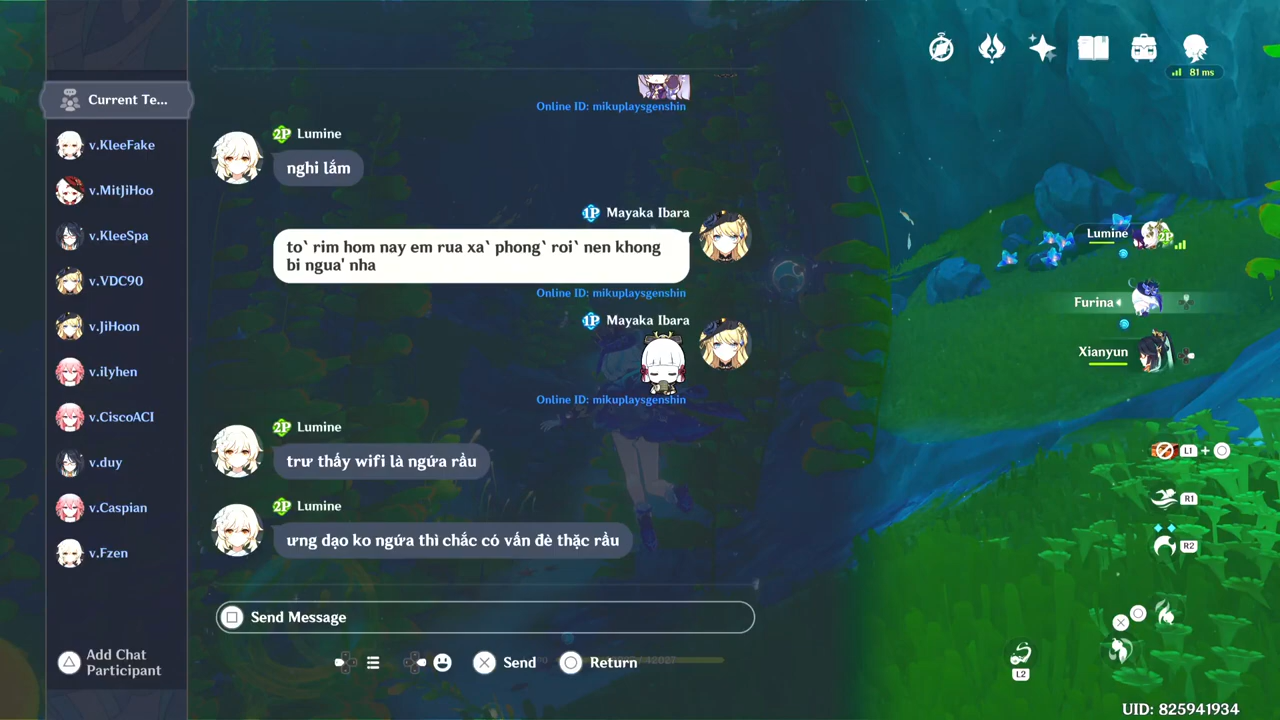 Current Te...
v.KleeFake
v.MitJiHoo
v.KleeSpa
v.VDC90
v.JiHoon
v.ilyhen
v.CiscoACI
v.duy
v.Caspian
v.Fzen
Add Chat
Participant
Online ID: mikuplaysgenshin
2P Lumine
nghi lắm
1P Mayaka Ibara
to` rim hom nay em rua xa` phong` roi` nen khong
bi ngua' nha
Online ID: mikuplaysgenshin
1P Mayaka Ibara
Online ID: mikuplaysgenshin
2P Lumine
trư thấy wifi là ngứa rầu
2P Lumine
ưng dạo ko ngứa thì chắc có vấn đè thặc rầu
Send Message
Send
Return
81 ms
Lumine
2P
Furina
Xianyun
L1 +
R1
R2
L2
UID: 825941934